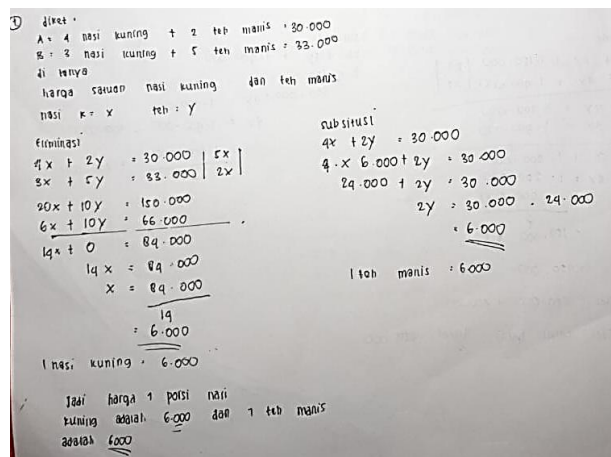 1 diket :
A = 4 nasi kuning + 2 teh manis = 30.000
B = 3 nasi kuning + 5 teh manis = 33.000
di tanya
harga satuan nasi kuning dan teh manis
nasi K = x teh = y
Eliminasi
4x + 2y = 30.000 | 5x |
3x + 5y = 33.000 | 2x |
20x + 10y = 150.000
6x + 10y = 66.000 -
14x + 0 = 84.000
14x = 84.000
x = 84.000
14
= 6.000
1 nasi kuning = 6.000
subsitusi
4x + 2y = 30.000
4 . x 6.000 + 2y = 30.000
24.000 + 2y = 30.000
2y = 30.000 - 24.000
= 6.000
1 teh manis = 6000
Jadi harga 1 porsi nasi
kuning adalah 6.000 dan 1 teh manis
adalah 6000